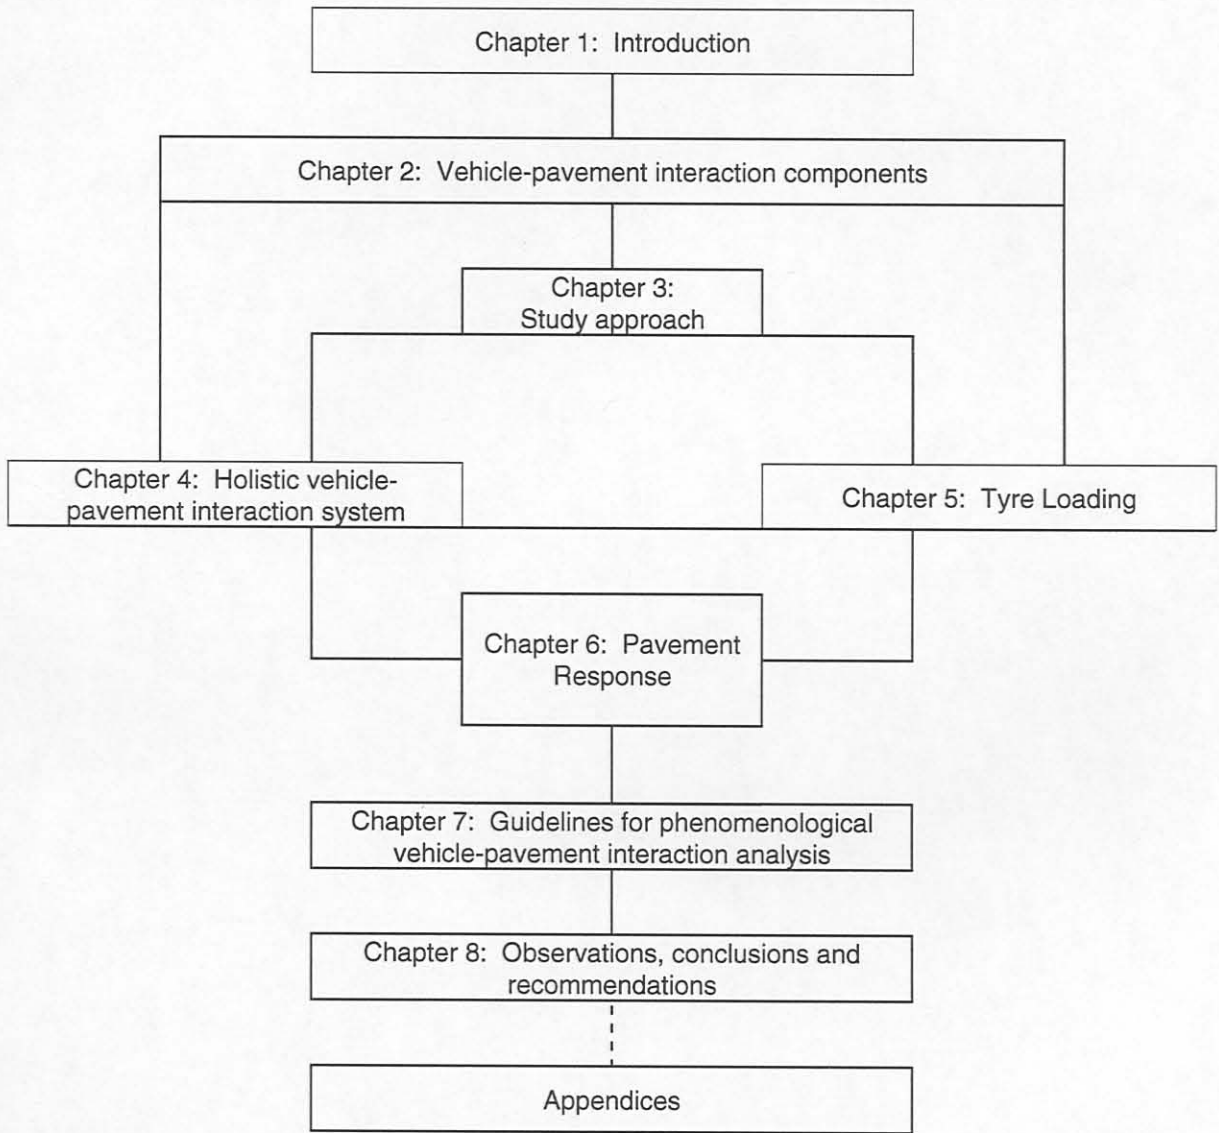 Chapter 1: Introduction
Chapter 2: Vehicle-pavement interaction components
Chapter 3:
Study approach
Chapter 4: Holistic vehicle-
pavement interaction system
Chapter 5: Tyre Loading
Chapter 6: Pavement
Response
Chapter 7: Guidelines for phenomenological
vehicle-pavement interaction analysis
Chapter 8: Observations, conclusions and
recommendations
Appendices